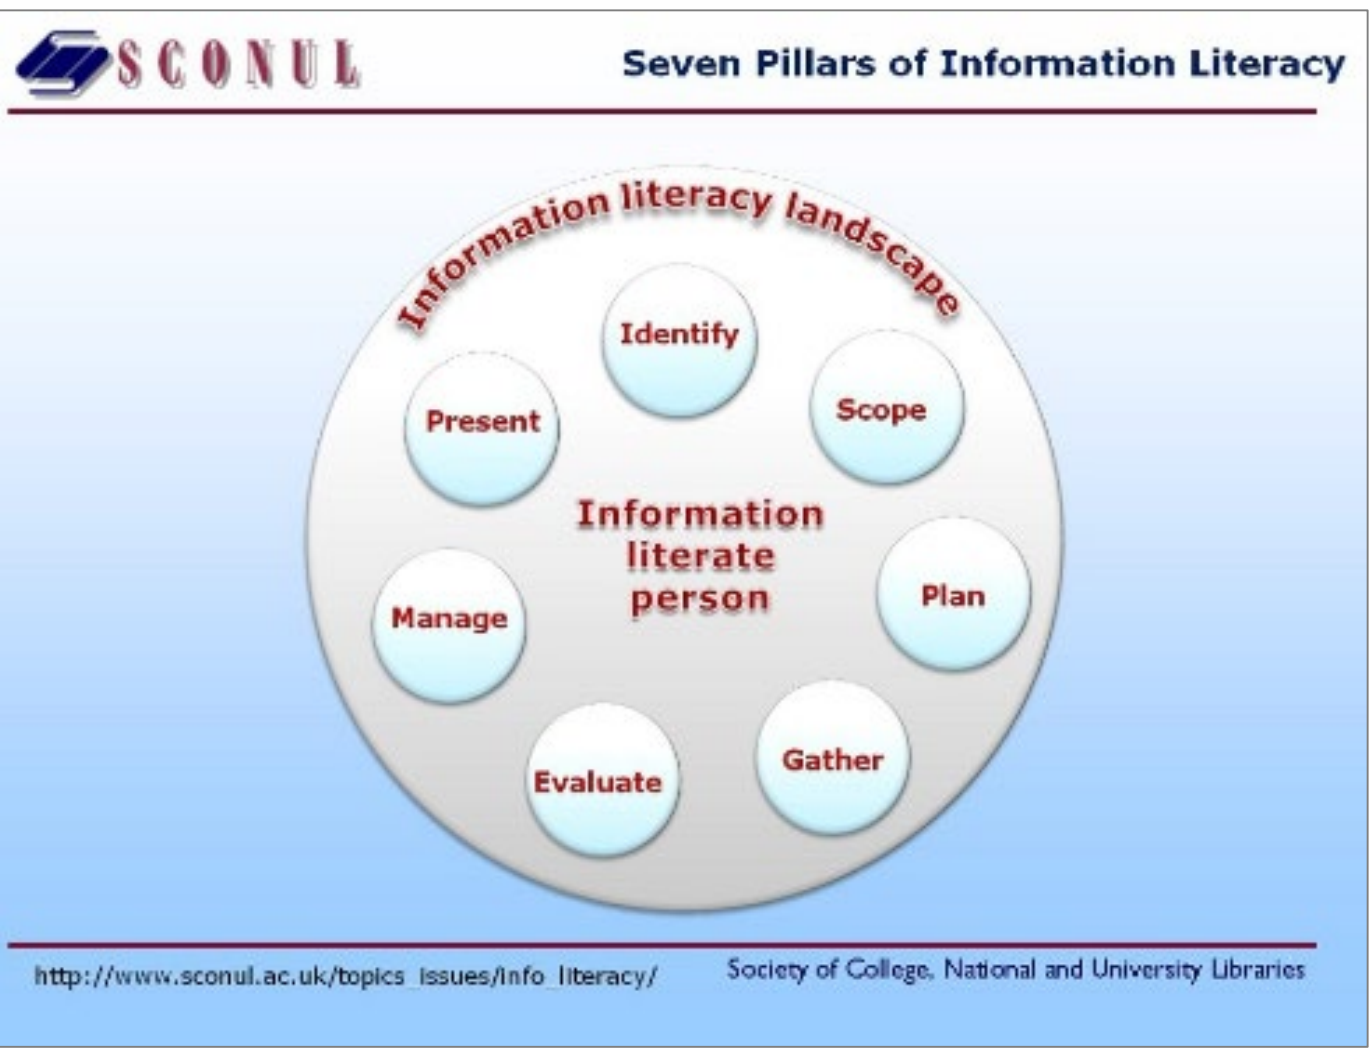 SCONUL
Seven Pillars of Information Literacy
Information literacy landscape
Identify
Scope
Present
Information
literate
person
Plan
Manage
Gather
Evaluate
http://www.sconul.ac.uk/topics_issues/info_literacy/
Society of College, National and University Libraries